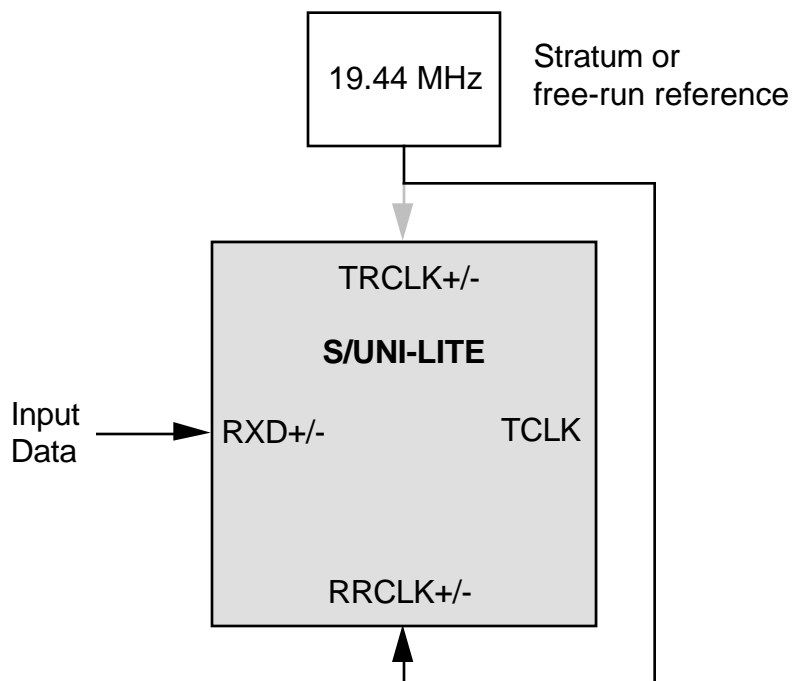 19.44 MHz
Stratum or
free-run reference
TRCLK+/-
S/UNI-LITE
Input
Data
RXD+/-
TCLK
RRCLK+/-